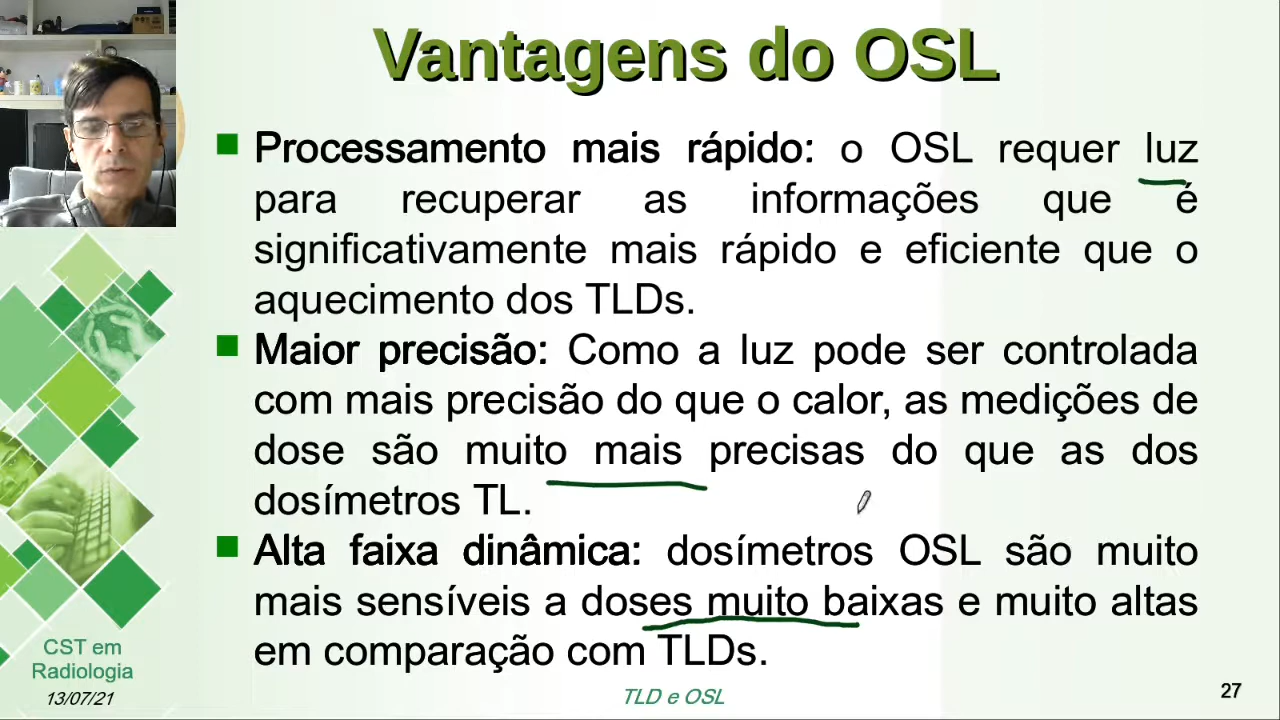 Vantagens do OSL
Processamento mais rápido: o OSL requer luz
para recuperar as informações que é
significativamente mais rápido e eficiente que o
aquecimento dos TLDs.
Maior precisão: Como a luz pode ser controlada
com mais precisão do que o calor, as medições de
dose são muito mais precisas do que as dos
dosímetros TL.
Alta faixa dinâmica: dosímetros OSL são muito
mais sensíveis a doses muito baixas e muito altas
em comparação com TLDs.
CST em
Radiologia
13/07/21
TLD e OSL
27